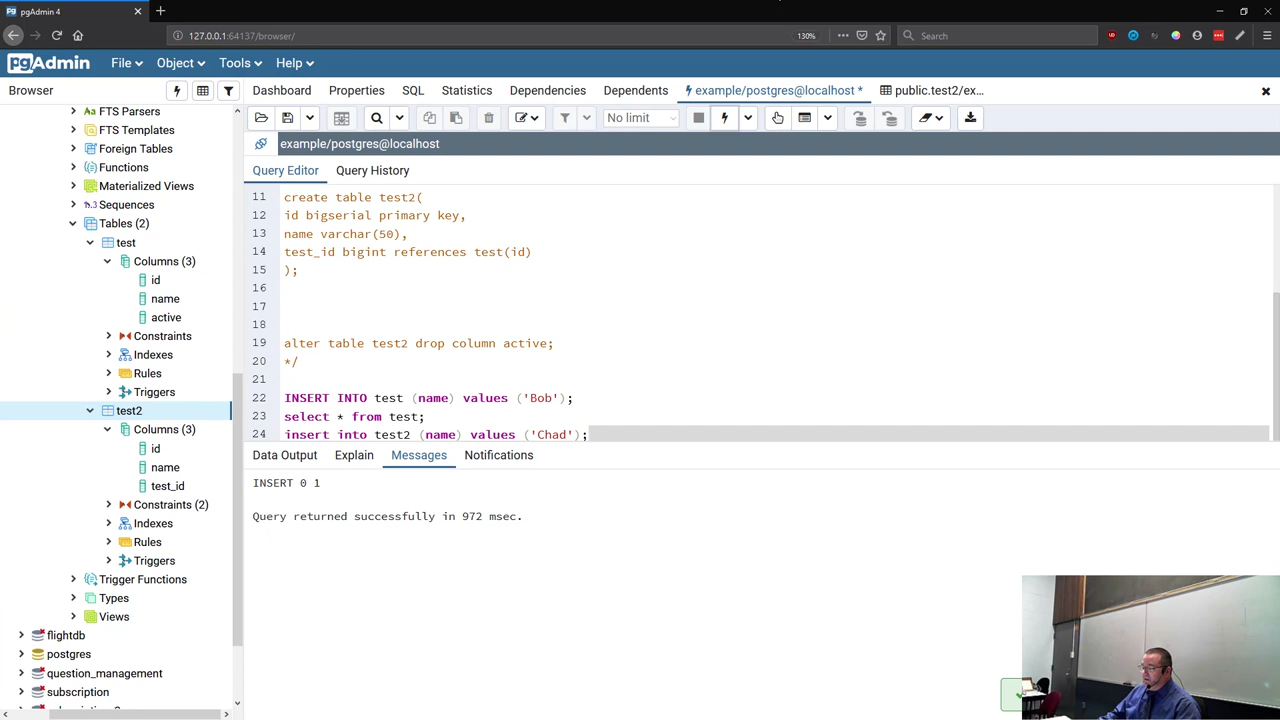 pgAdmin 4
127.0.0.1:64137/browser/
130%
Search
pgAdmin File Object Tools Help
Browser
Dashboard Properties SQL Statistics Dependencies Dependents example/postgres@localhost * public.test2/ex...
FTS Parsers
FTS Templates
Foreign Tables
Functions
Materialized Views
1..3 Sequences
Tables (2)
test
Columns (3)
id
name
active
Constraints
Indexes
Rules
Triggers
test2
Columns (3)
id
name
test_id
Constraints (2)
Indexes
Rules
Triggers
Trigger Functions
Types
Views
flightdb
postgres
question_management
subscription
No limit
example/postgres@localhost
Query Editor Query History
11 create table test2(
12 id bigserial primary key,
13 name varchar(50),
14 test_id bigint references test(id)
15 );
16
17
18
19 alter table test2 drop column active;
20 */
21
22 INSERT INTO test (name) values ('Bob');
23 select * from test;
24 insert into test2 (name) values ('Chad');
Data Output Explain Messages Notifications
INSERT 0 1
Query returned successfully in 972 msec.